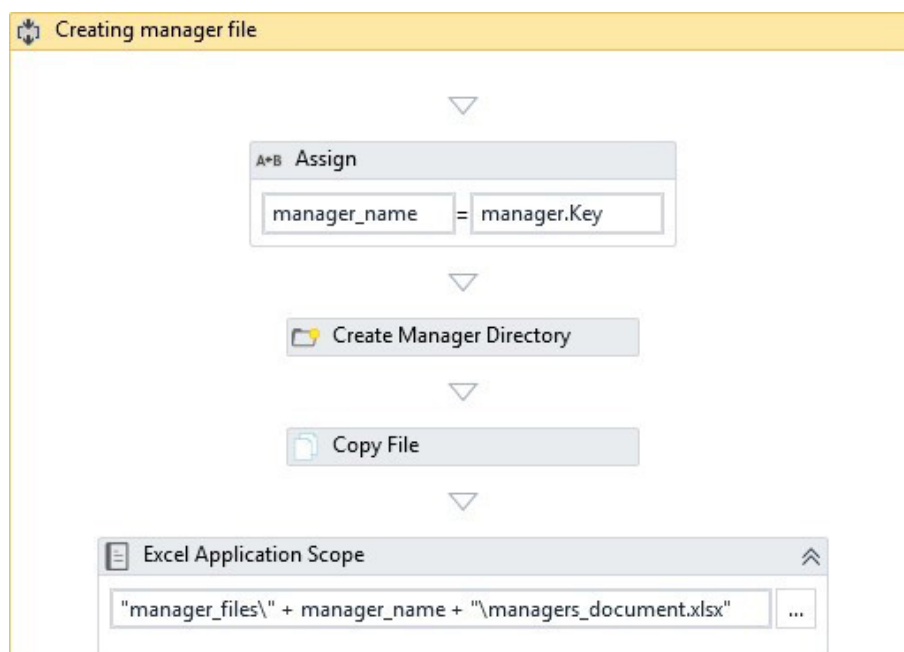 Creating manager file
A+B Assign
manager_name = manager.Key
Create Manager Directory
Copy File
Excel Application Scope
"manager_files\" + manager_name + "\managers_document.xlsx" ...